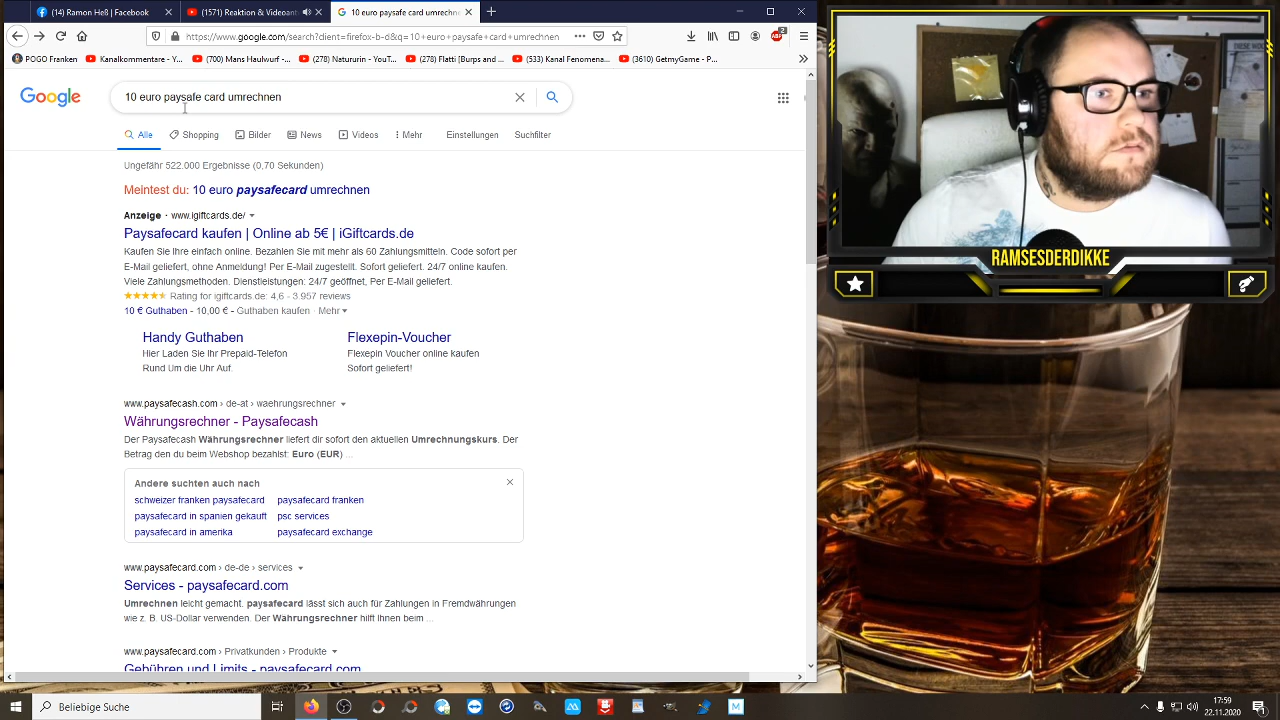 (14) Ramon Heß | Facebook
(1571) Reaktion & Videoant
10 euro paysafe card umrechn
https://www.google.com/search?client=firefox-b-d&q=10+euro+paysafe+card+umrechnen
POGO Franken
Kanalkommentare - Y...
(700) Mans Haulwurf -...
(278) Natururin - YouT...
(278) Flatti [Burps and ...
(533) Kanal Fenomena...
(3610) GetmyGame - P...
Google
10 euro paysafe card umrechnen
Alle
Shopping
Bilder
News
Videos
Mehr
Einstellungen
Suchfilter
Ungefähr 522.000 Ergebnisse (0,70 Sekunden)
Meintest du: 10 euro paysafecard umrechnen
Anzeige · www.igiftcards.de/
Paysafecard kaufen | Online ab 5€ | iGiftcards.de
Kaufen Sie Ihre einfach online. Bezahlen Sie mit mehr als 60 Zahlungsmitteln. Code sofort per
E-Mail geliefert, ohne Anmeldung! Per E-Mail zugestellt. Sofort geliefert. 24/7 online kaufen.
Viele Zahlungsmethoden. Dienstleistungen: 24/7 geöffnet, Per E-Mail geliefert.
Rating for igiftcards.de: 4,6 - 3.957 reviews
10 € Guthaben - 10,00 € - Guthaben kaufen · Mehr
Handy Guthaben
Hier Laden Sie Ihr Prepaid-Telefon
Rund Um die Uhr Auf.
Flexepin-Voucher
Flexepin Voucher online kaufen
Sofort geliefert!
www.paysafecash.com › de-at › waehrungsrechner
Währungsrechner - Paysafecash
Der Paysafecash Währungsrechner liefert dir sofort den aktuellen Umrechnungskurs. Der
Betrag den du beim Webshop bezahlst: Euro (EUR) ...
Andere suchten auch nach
schweizer franken paysafecard
paysafecard franken
paysafecard in spanien gekauft
psc services
paysafecard in amerika
paysafecard exchange
www.paysafecard.com › de-de › services
Services - paysafecard.com
Umrechnen leicht gemacht. paysafecard lässt sich auch für Zahlungen in Fremdwährungen
wie z. B. US-Dollar verwenden. Der Währungsrechner hilft Ihnen beim ...
www.paysafecard.com › Privatkunden › Produkte
Gebühren und Limits - paysafecard.com
RAMSESDERDIKKE
Beliebige Suche
17:59
22.11.2020